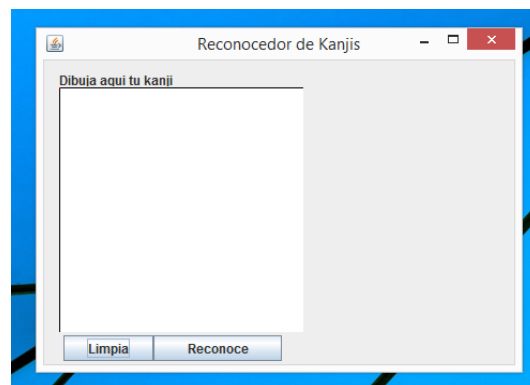 Reconocedor de Kanjis
Dibuja aqui tu kanji
Limpia
Reconoce